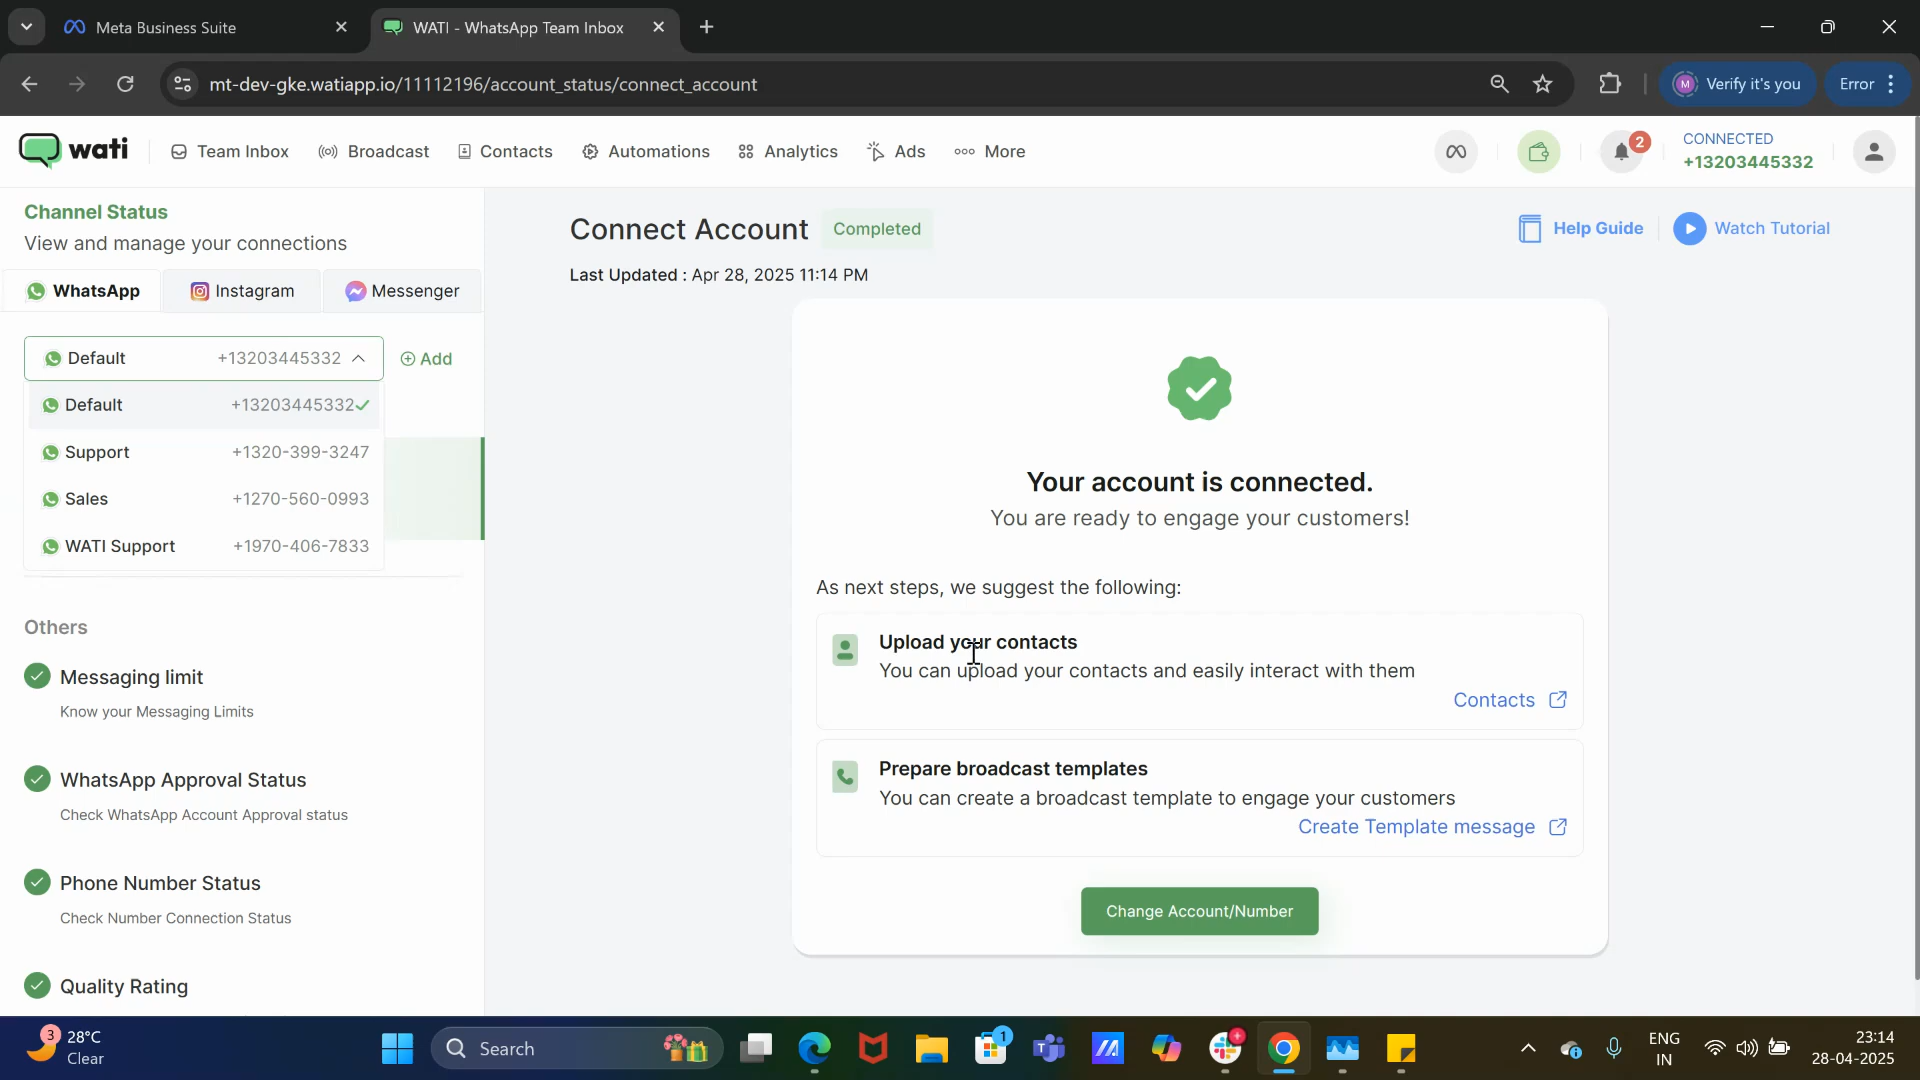 Meta Business Suite
WATI - WhatsApp Team Inbox
mt-dev-gke.watiapp.io/11112196/account_status/connect_account
M Verify it's you
Error
wati
Team Inbox
Broadcast
Contacts
Automations
Analytics
Ads
More
2
CONNECTED
+13203445332
Channel Status
View and manage your connections
WhatsApp
Instagram
Messenger
Default +13203445332
Add
Default +13203445332
Support +1320-399-3247
Sales +1270-560-0993
WATI Support +1970-406-7833
Others
Messaging limit
Know your Messaging Limits
WhatsApp Approval Status
Check WhatsApp Account Approval status
Phone Number Status
Check Number Connection Status
Quality Rating
Connect Account Completed
Last Updated : Apr 28, 2025 11:14 PM
Help Guide
Watch Tutorial
Your account is connected.
You are ready to engage your customers!
As next steps, we suggest the following:
Upload your contacts
You can upload your contacts and easily interact with them
Contacts
Prepare broadcast templates
You can create a broadcast template to engage your customers
Create Template message
Change Account/Number
3
28°C
Clear
Search
1
ENG
IN
23:14
28-04-2025